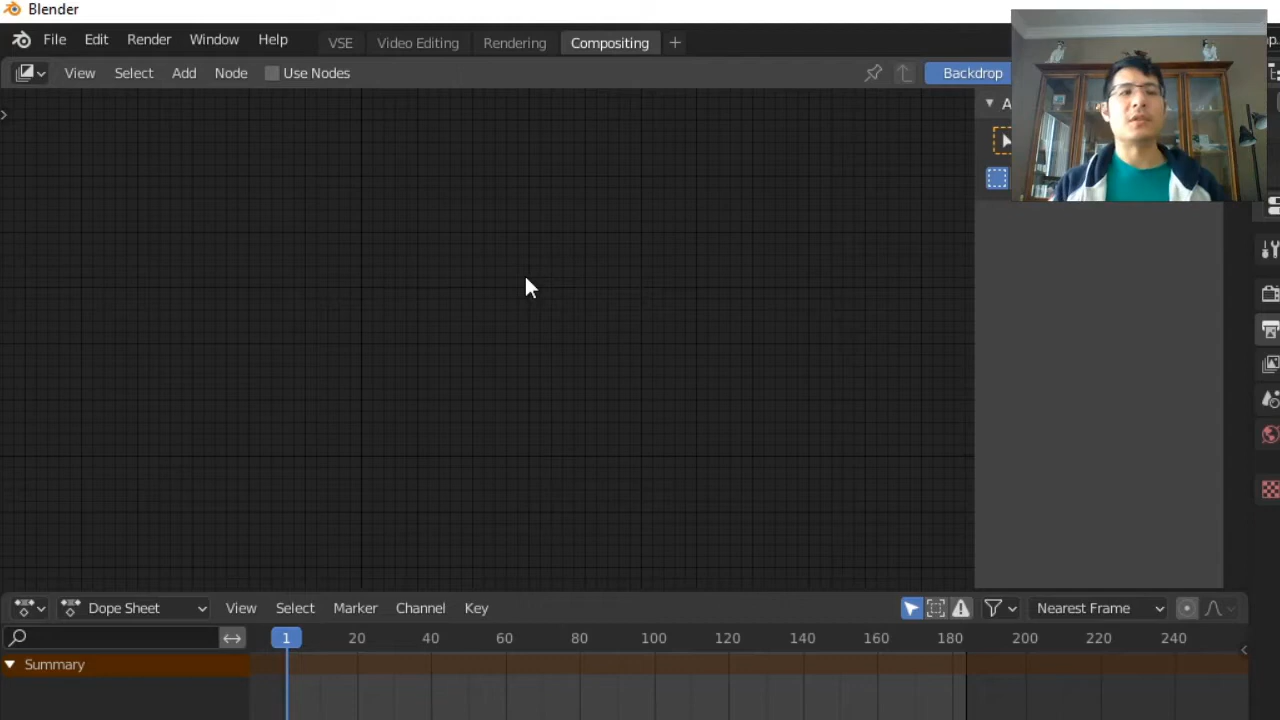 Blender
File Edit Render Window Help VSE Video Editing Rendering Compositing
View Select Add Node Use Nodes Backdrop
Dope Sheet View Select Marker Channel Key Nearest Frame
1 20 40 60 80 100 120 140 160 180 200 220 240
Summary